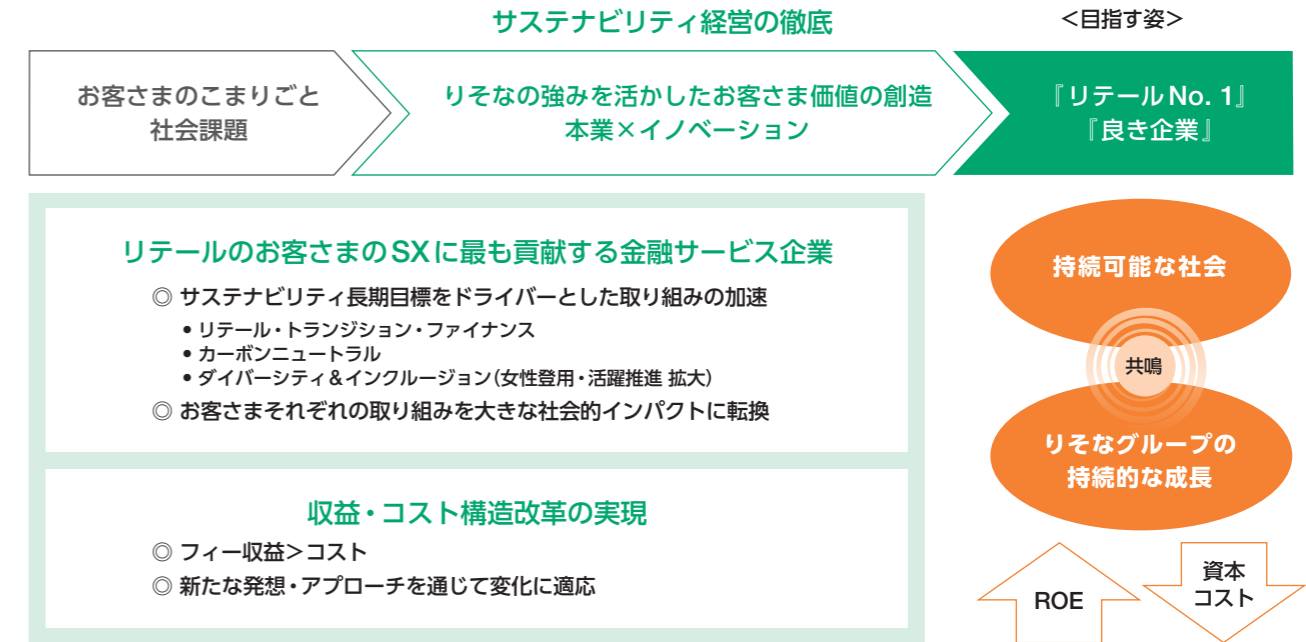 サステナビリティ経営の徹底
<目指す姿>
お客さまのこまりごと
社会課題
りそなの強みを活かしたお客さま価値の創造
本業×イノベーション
『リテールNo. 1』
『良き企業』
リテールのお客さまのSXに最も貢献する金融サービス企業
◎ サステナビリティ長期目標をドライバーとした取り組みの加速
• リテール・トランジション・ファイナンス
• カーボンニュートラル
• ダイバーシティ&インクルージョン(女性登用・活躍推進 拡大)
◎ お客さまそれぞれの取り組みを大きな社会的インパクトに転換
収益・コスト構造改革の実現
◎ フィー収益>コスト
◎ 新たな発想・アプローチを通じて変化に適応
持続可能な社会
共鳴
りそなグループの
持続的な成長
ROE
資本
コスト